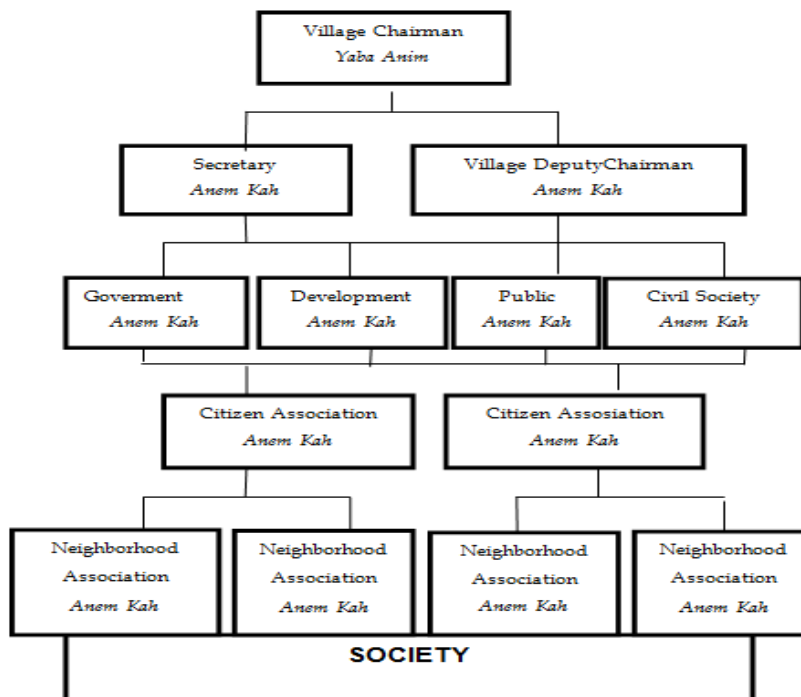 Village Chairman
Yaba Anim
Secretary
Anem Kah
Village DeputyChairman
Anem Kah
Goverment
Anem Kah
Development
Anem Kah
Public
Anem Kah
Civil Society
Anem Kah
Citizen Association
Anem Kah
Citizen Assosiation
Anem Kah
Neighborhood
Association
Anem Kah
Neighborhood
Association
Anem Kah
Neighborhood
Association
Anem Kah
Neighborhood
Association
Anem Kah
SOCIETY